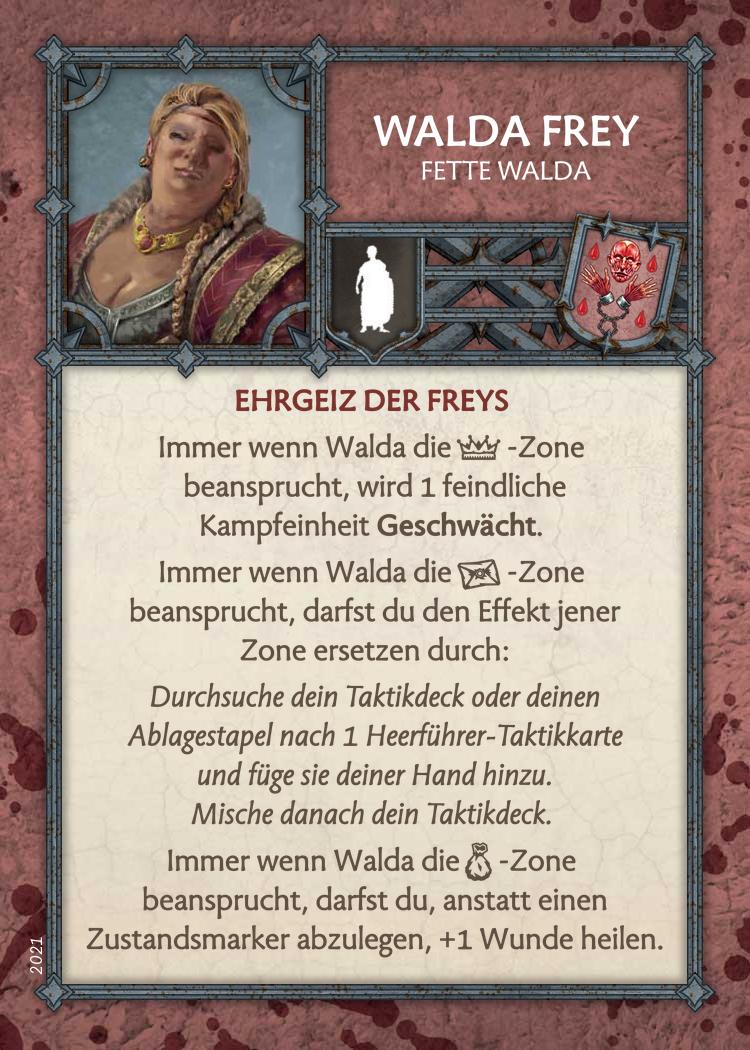 WALDA FREY
FETTE WALDA
EHRGEIZ DER FREYS
Immer wenn Walda die -Zone
beansprucht, wird 1 feindliche
Kampfeinheit Geschwächt.
Immer wenn Walda die -Zone
beansprucht, darfst du den Effekt jener
Zone ersetzen durch:
Durchsuche dein Taktikdeck oder deinen
Ablagestapel nach 1 Heerführer-Taktikkarte
und füge sie deiner Hand hinzu.
Mische danach dein Taktikdeck.
Immer wenn Walda die -Zone
beansprucht, darfst du, anstatt einen
Zustandsmarker abzulegen, +1 Wunde heilen.
2021